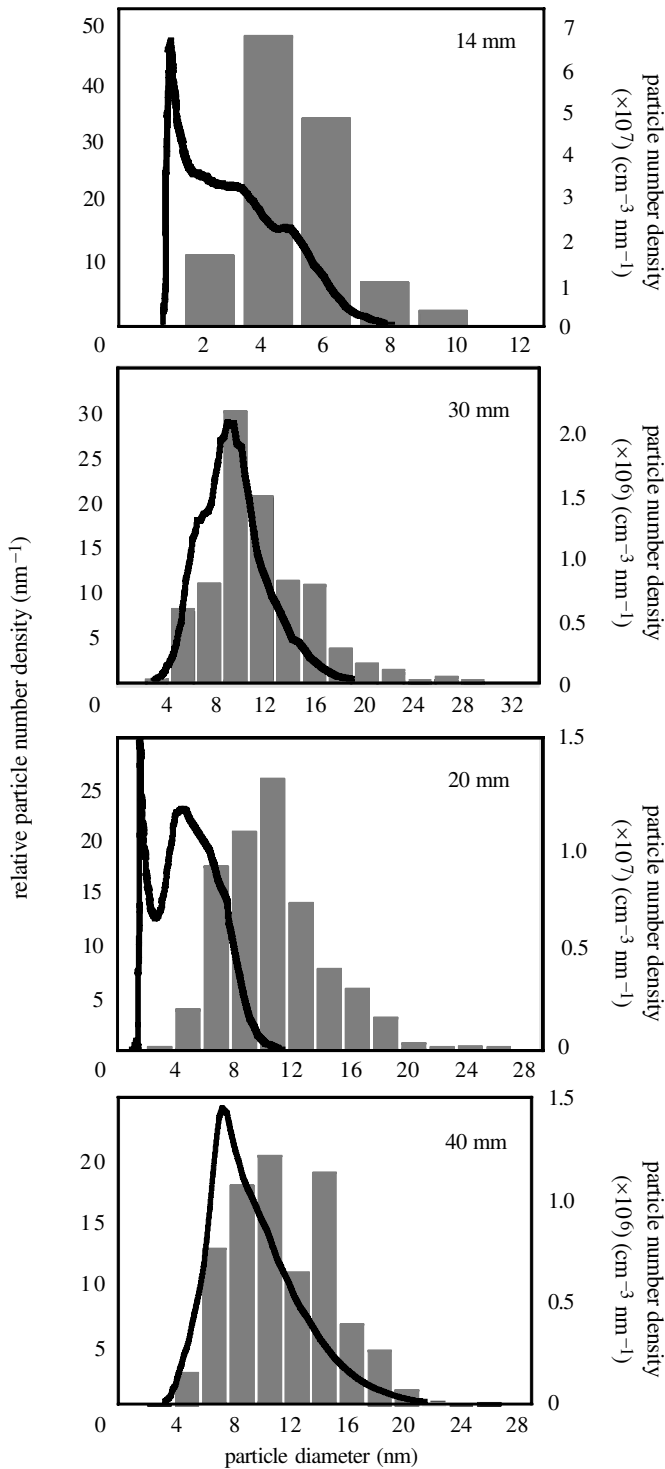 50
40
30
20
10
14 mm
7
6
5
4
3
2
1
0
particle number density
(×10⁷) (cm⁻³ nm⁻¹)
0 2 4 6 8 10 12
30
25
20
15
10
5
30 mm
2.0
1.5
1.0
0.5
0
particle number density
(×10⁶) (cm⁻³ nm⁻¹)
0 4 8 12 16 20 24 28 32
relative particle number density (nm⁻¹)
25
20
15
10
5
20 mm
1.5
1.0
0.5
0
particle number density
(×10⁷) (cm⁻³ nm⁻¹)
0 4 8 12 16 20 24 28
20
15
10
5
40 mm
1.5
1.0
0.5
0
particle number density
(×10⁶) (cm⁻³ nm⁻¹)
0 4 8 12 16 20 24 28
particle diameter (nm)